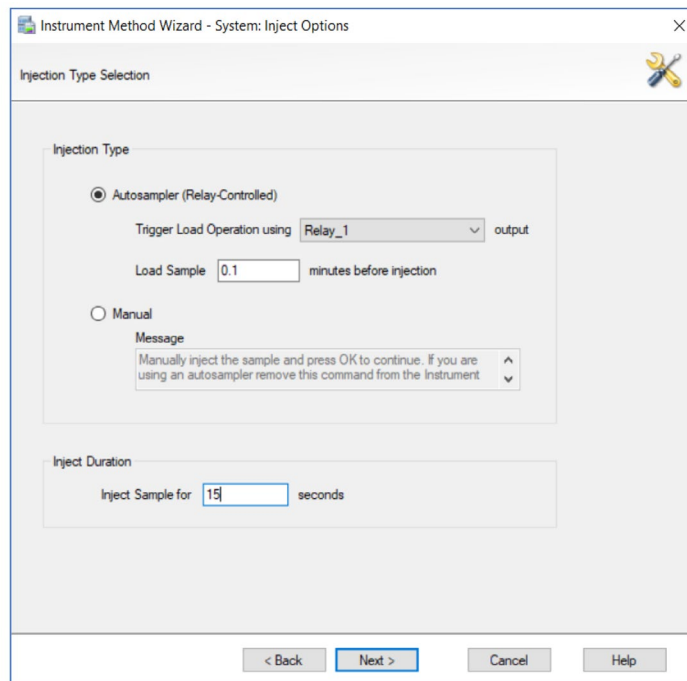 Instrument Method Wizard - System: Inject Options
Injection Type Selection
Injection Type
Autosampler (Relay-Controlled)
Trigger Load Operation using Relay_1 output
Load Sample 0.1 minutes before injection
Manual
Message
Manually inject the sample and press OK to continue. If you are
using an autosampler remove this command from the Instrument
Inject Duration
Inject Sample for 15 seconds
< Back Next > Cancel Help